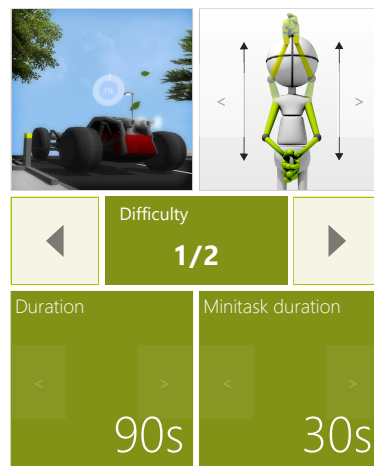 1%
< >
Difficulty
1/2
Duration
Minitask duration
< >
< >
90s
30s